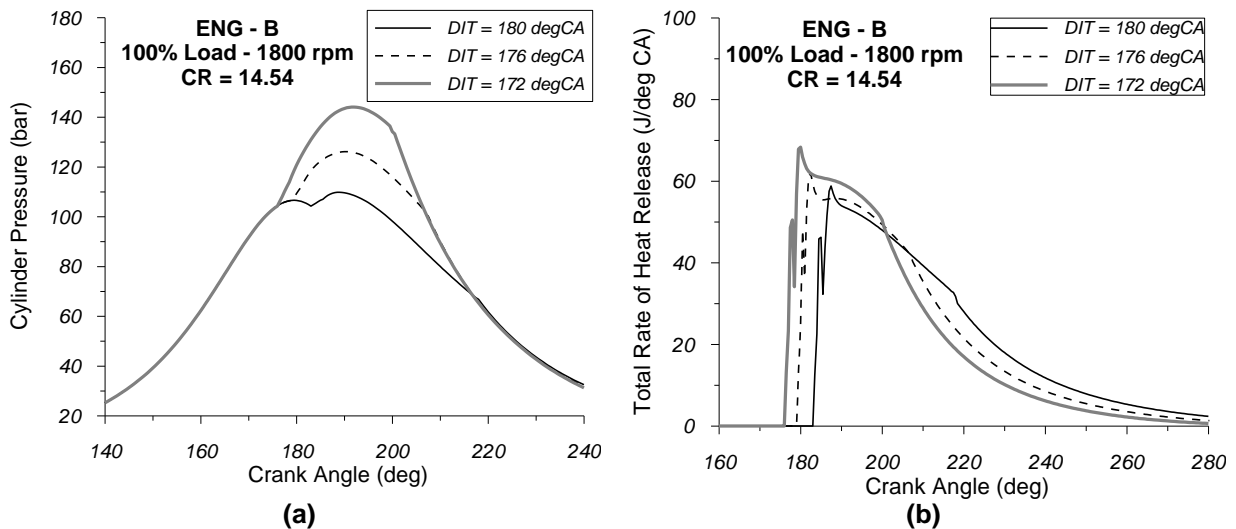 ENG - B
100% Load - 1800 rpm
CR = 14.54
DIT = 180 degCA
DIT = 176 degCA
DIT = 172 degCA
Cylinder Pressure (bar)
180
160
140
120
100
80
60
40
20
140 160 180 200 220 240
Crank Angle (deg)
(a)
ENG - B
100% Load - 1800 rpm
CR = 14.54
DIT = 180 degCA
DIT = 176 degCA
DIT = 172 degCA
Total Rate of Heat Release (J/deg CA)
100
80
60
40
20
0
160 180 200 220 240 260 280
Crank Angle (deg)
(b)